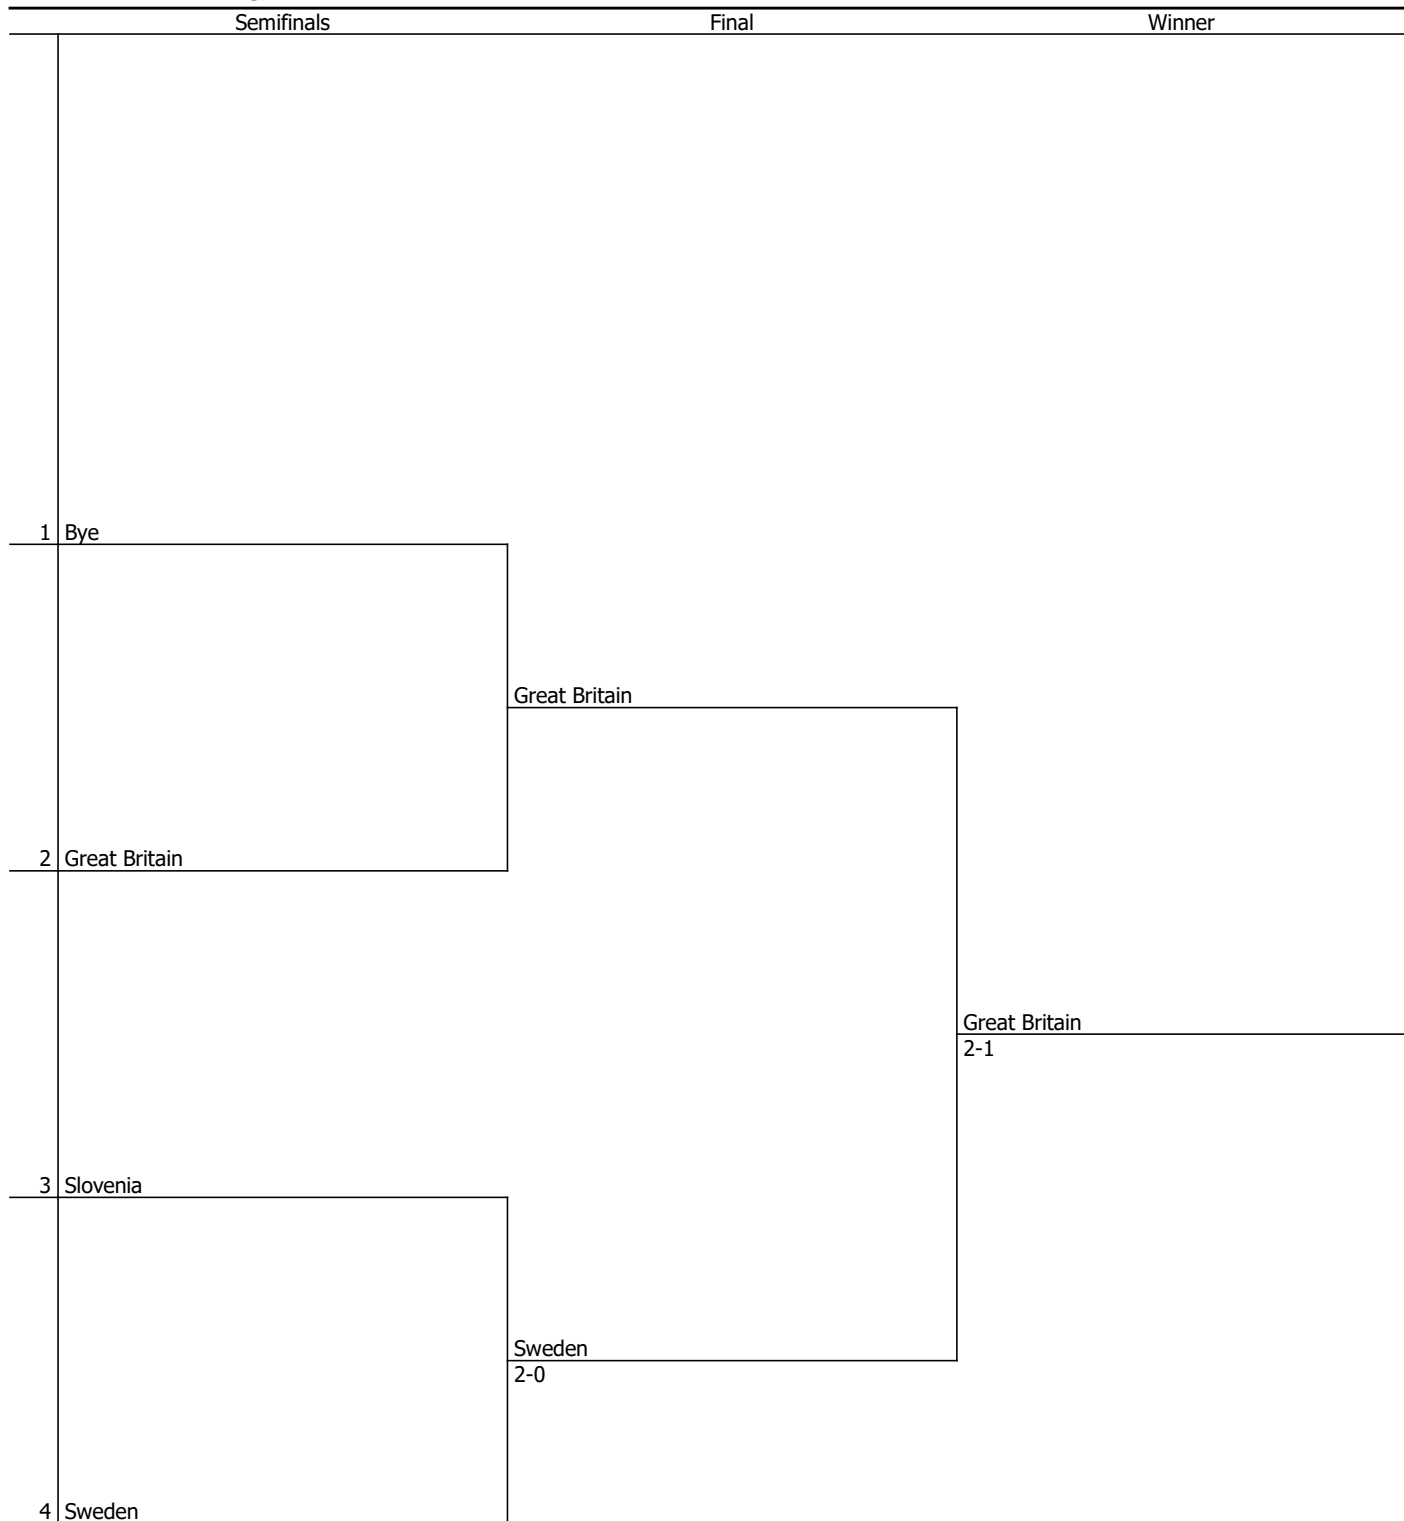 Semifinals Final Winner
1 Bye
Great Britain
2 Great Britain
Great Britain
2-1
3 Slovenia
Sweden
2-0
4 Sweden